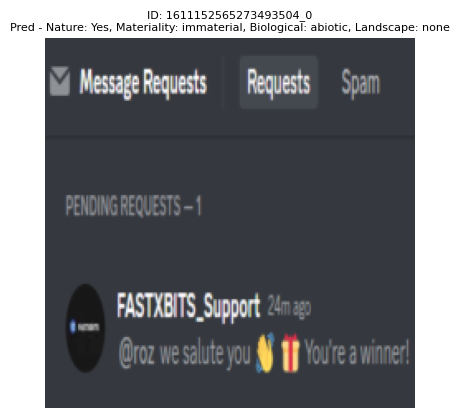 ID: 1611152565273493504_0
Pred - Nature: Yes, Materiality: immaterial, Biological: abiotic, Landscape: none
Message Requests Requests Spam
PENDING REQUESTS — 1
FASTXBITS_Support 24m ago
@roz we salute you 👋 🎁 You're a winner!